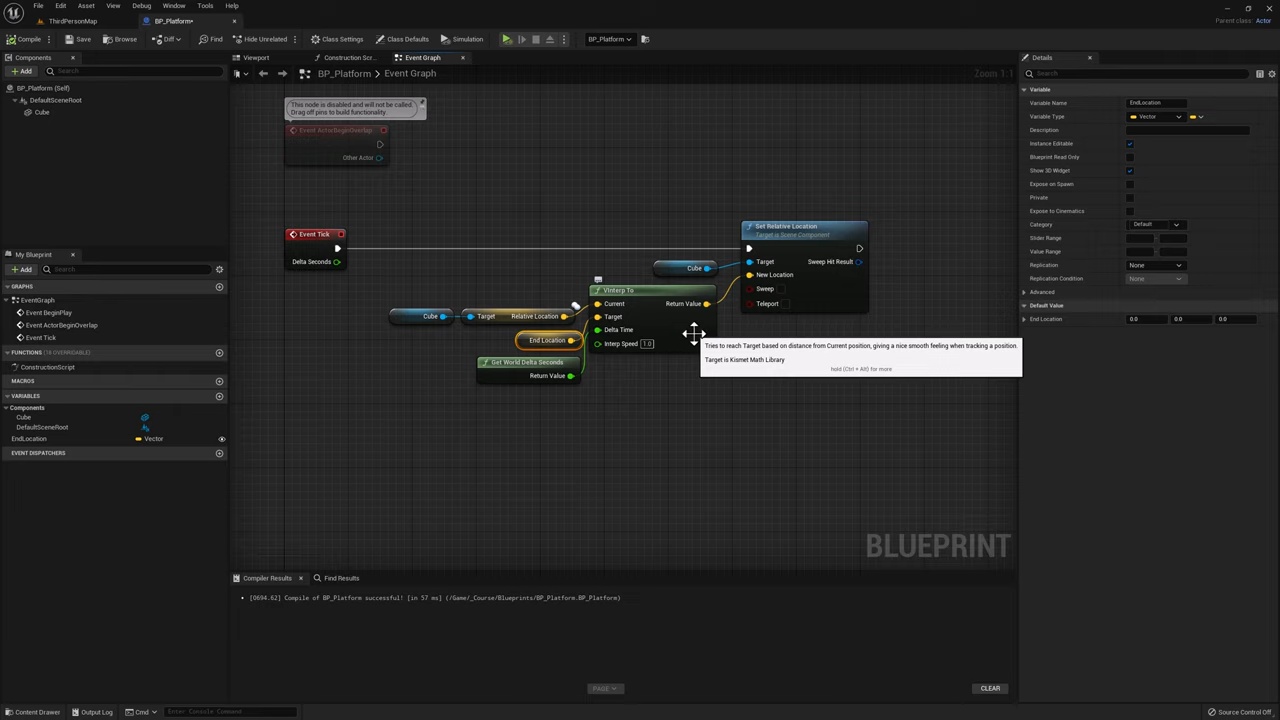 File Edit Asset View Debug Window Tools Help
ThirdPersonMap
BP_Platform•
Parent class: Actor
Compile
Save
Browse
Diff
Find
Hide Unrelated
Class Settings
Class Defaults
Simulation
BP_Platform
Components
Add
Search
BP_Platform (Self)
DefaultSceneRoot
Cube
My Blueprint
Add
Search
GRAPHS
EventGraph
Event BeginPlay
Event ActorBeginOverlap
Event Tick
FUNCTIONS (18 OVERRIDABLE)
ConstructionScript
MACROS
VARIABLES
Components
Cube
DefaultSceneRoot
EndLocation Vector
EVENT DISPATCHERS
Viewport
Construction Scr...
Event Graph
BP_Platform > Event Graph
Zoom 1:1
This node is disabled and will not be called.
Drag off pins to build functionality.
Event ActorBeginOverlap
Other Actor
Event Tick
Delta Seconds
Set Relative Location
Target is Scene Component
Target
Sweep Hit Result
New Location
Sweep
Teleport
Cube
VInterp To
Current
Return Value
Target
Delta Time
Interp Speed 1.0
Cube
Target Relative Location
End Location
Get World Delta Seconds
Return Value
Tries to reach Target based on distance from Current position, giving a nice smooth feeling when tracking a position.
Target is Kismet Math Library
hold (Ctrl + Alt) for more
BLUEPRINT
Compiler Results
Find Results
[0694.62] Compile of BP_Platform successful! [in 57 ms] (/Game/_Course/Blueprints/BP_Platform.BP_Platform)
PAGE
CLEAR
Details
Search
Variable
Variable Name EndLocation
Variable Type Vector
Description
Instance Editable
Blueprint Read Only
Show 3D Widget
Expose on Spawn
Private
Expose to Cinematics
Category Default
Slider Range
Value Range
Replication None
Replication Condition None
Advanced
Default Value
End Location 0.0 0.0 0.0
Content Drawer
Output Log
Cmd
Enter Console Command
Source Control Off